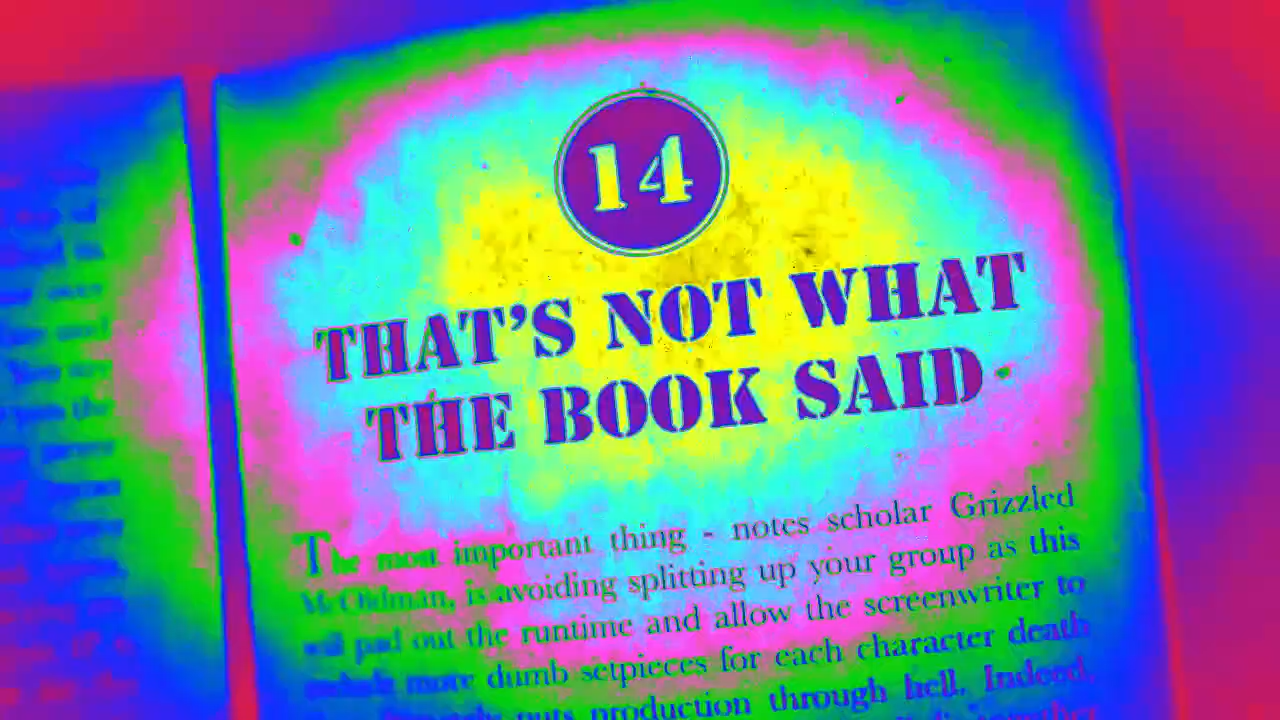 14
THAT'S NOT WHAT
THE BOOK SAID
The most important thing - notes scholar Grizzled
McOldman, is avoiding splitting up your group as this
will pad out the runtime and allow the screenwriter to
include more dumb setpieces for each character death
puts production through hell. Indeed,